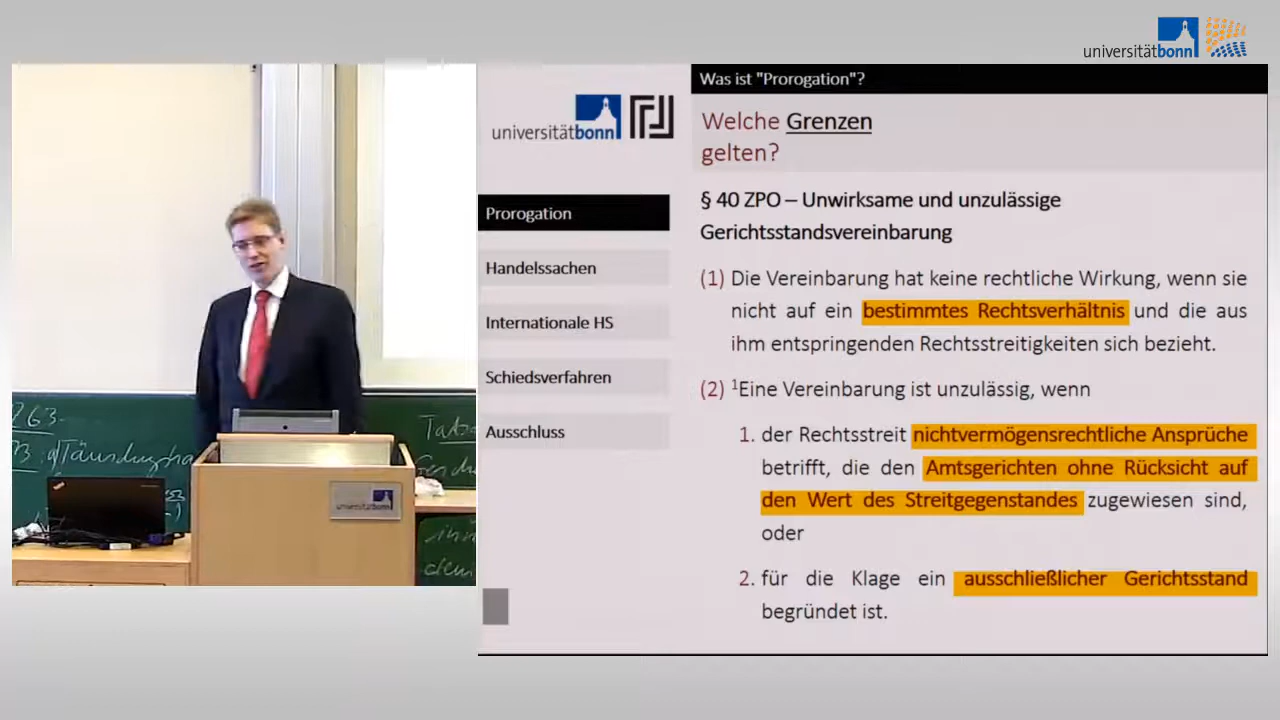 universitätbonn
Was ist "Prorogation"?
universitätbonn
Welche Grenzen
gelten?
Prorogation
Handelssachen
Internationale HS
Schiedsverfahren
Ausschluss
§ 40 ZPO – Unwirksame und unzulässige
Gerichtsstandsvereinbarung
(1) Die Vereinbarung hat keine rechtliche Wirkung, wenn sie
nicht auf ein bestimmtes Rechtsverhältnis und die aus
ihm entspringenden Rechtsstreitigkeiten sich bezieht.
(2) ¹Eine Vereinbarung ist unzulässig, wenn
1. der Rechtsstreit nichtvermögensrechtliche Ansprüche
betrifft, die den Amtsgerichten ohne Rücksicht auf
den Wert des Streitgegenstandes zugewiesen sind,
oder
2. für die Klage ein ausschließlicher Gerichtsstand
begründet ist.
263
universitätbonn